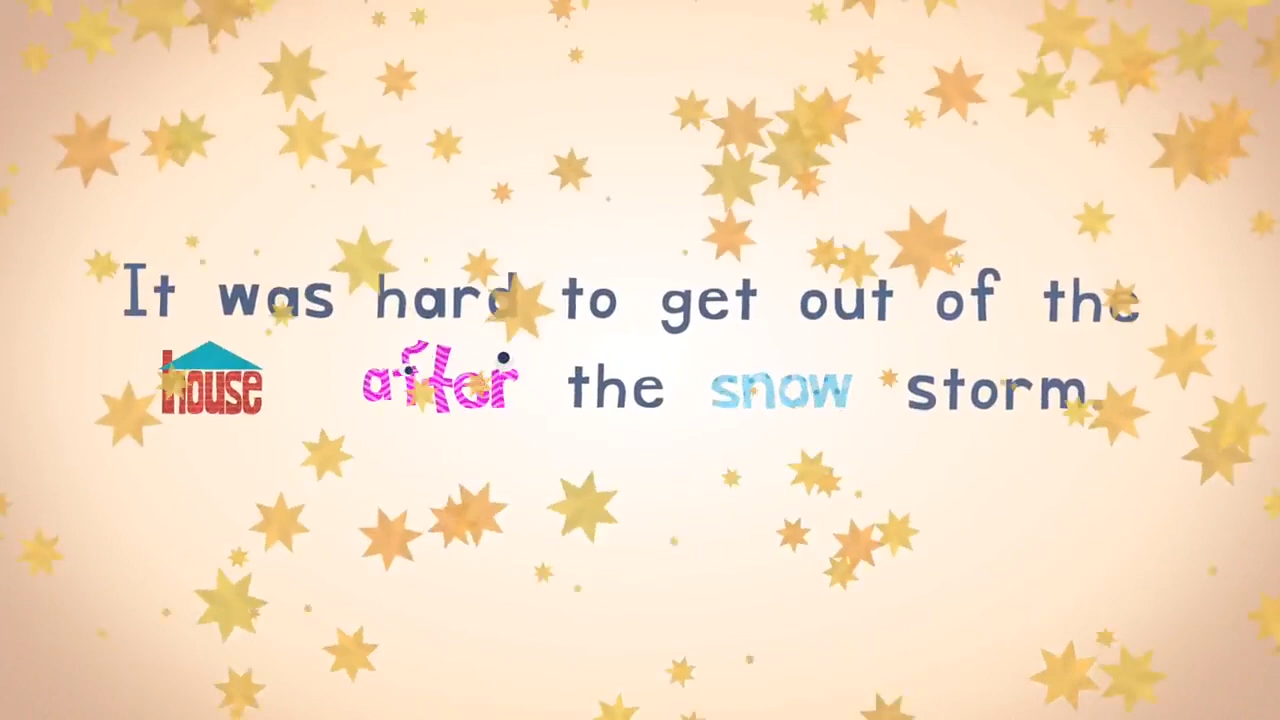 It was hard to get out of the
house after the snow storm.